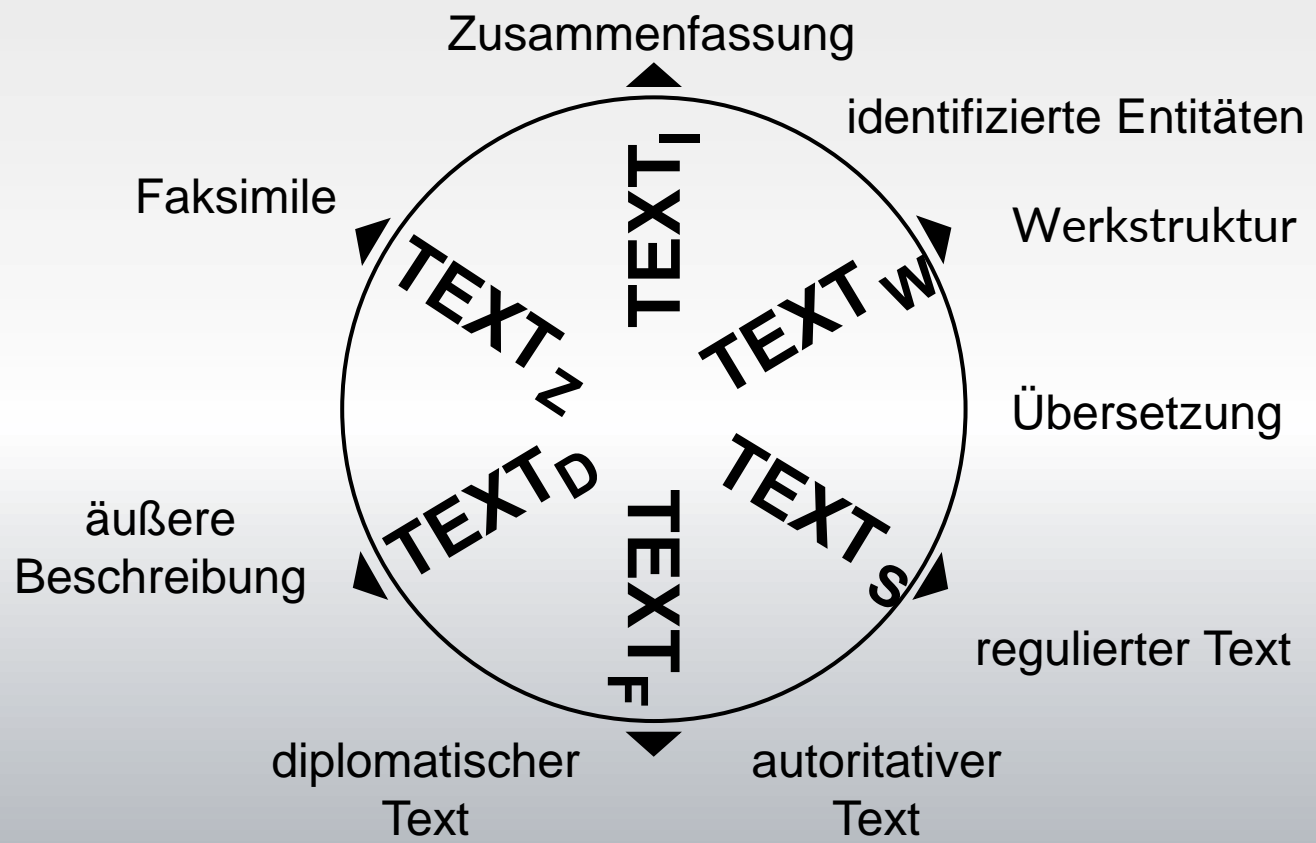 Zusammenfassung
identifizierte Entitäten
Faksimile
Werkstruktur
TEXT I
TEXT W
TEXT Z
Übersetzung
TEXT D
TEXT S
TEXT F
äußere
Beschreibung
regulierter Text
diplomatischer
Text
autoritativer
Text